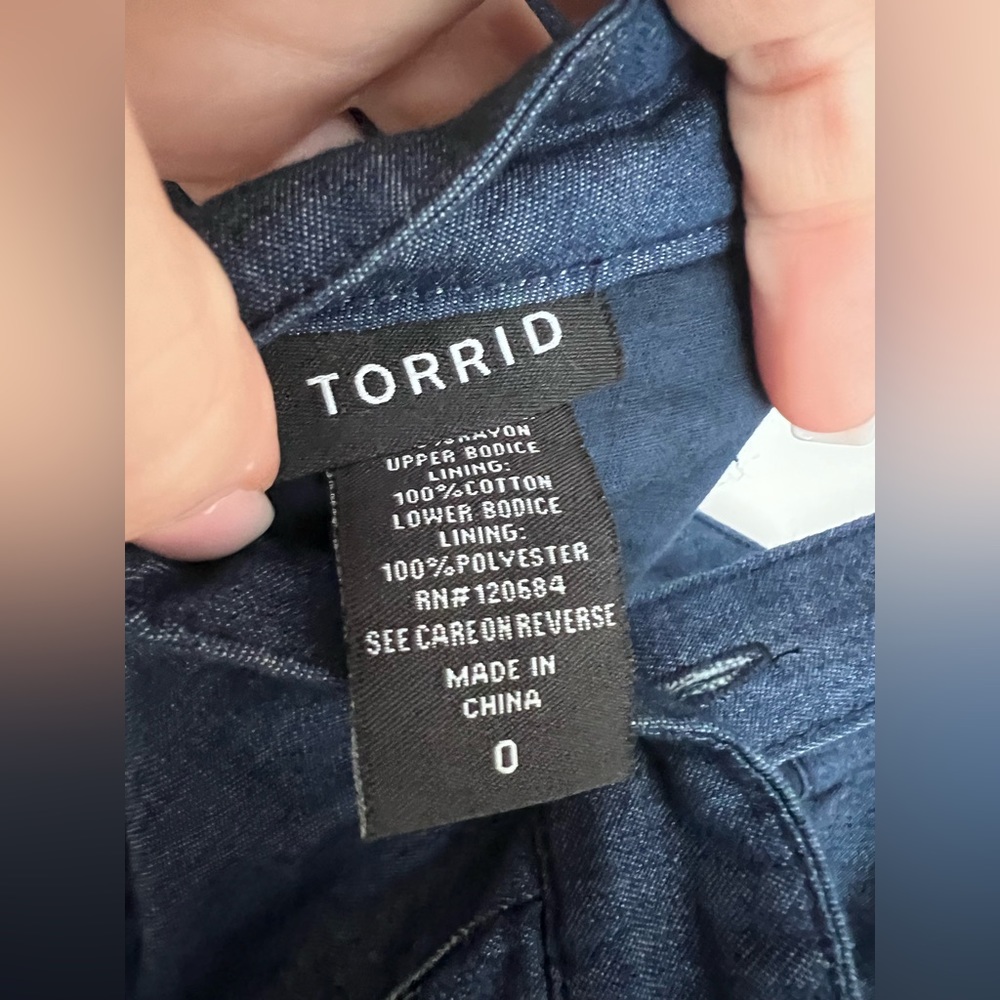 TORRID
UPPER BODICE
LINING:
100%COTTON
LOWER BODICE
LINING:
100%POLYESTER
RN#120684
SEE CARE ON REVERSE
MADE IN
CHINA
0